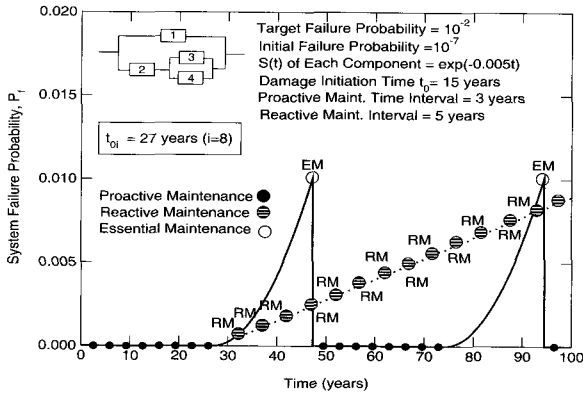 0.020
0.015
0.010
0.005
0.000
System Failure Probability, P_f
1
2
3
4
Target Failure Probability = 10^-2
Initial Failure Probability =10^-7
S(t) of Each Component = exp(-0.005t)
Damage Initiation Time t_0= 15 years
Proactive Maint. Time Interval = 3 years
Reactive Maint. Interval = 5 years
t_0i = 27 years (i=8)
Proactive Maintenance
Reactive Maintenance
Essential Maintenance
EM
EM
RM
RM
RM
RM
RM
RM
RM
RM
RM
RM
RM
RM
RM
0 10 20 30 40 50 60 70 80 90 100
Time (years)